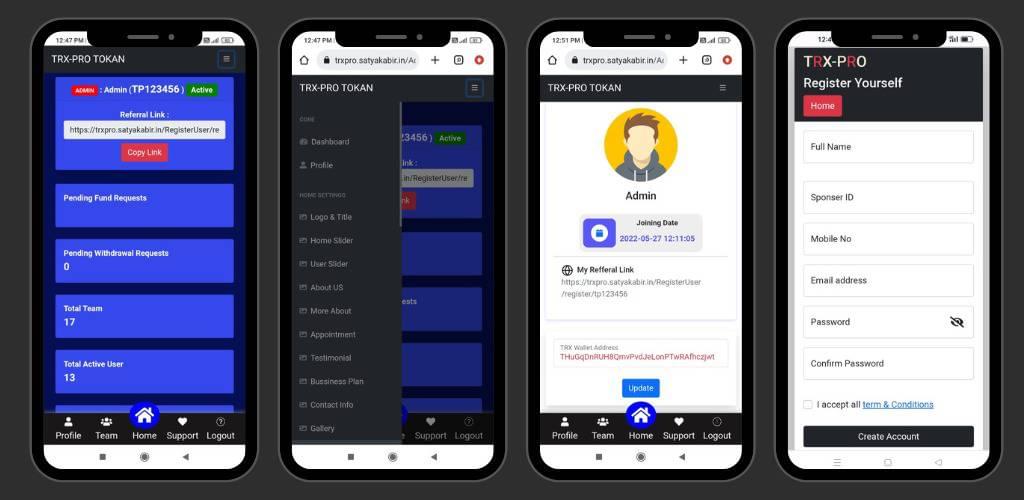 12:47 PM
TRX-PRO TOKAN
ADMIN : Admin (TP123456 ) Active
Referral Link :
https://trxpro.satyakabir.in/RegisterUser/re
Copy Link
Pending Fund Requests
Pending Withdrawal Requests
0
Total Team
17
Total Active User
13
Profile Team Home Support Logout
12:47 PM
trxpro.satyakabir.in/Ac
TRX-PRO TOKAN
CORE
Dashboard
Profile
HOME SETTINGS
Logo & Title
Home Slider
User Slider
About US
More About
Appointment
Testimonial
Bussiness Plan
Contact Info
Gallery
23456 ) Active
ink :
.in/RegisterUser/re
nk
ests
e Support Logout
12:51 PM
trxpro.satyakabir.in/Ac
TRX-PRO TOKAN
Admin
Joining Date
2022-05-27 12:11:05
My Refferal Link
https://trxpro.satyakabir.in/RegisterUser
/register/tp123456
TRX Wallet Address
THuGqDnRUH8QmvPvdJeLonPTwRAfhczjwt
Update
Profile Team Home Support Logout
12:4
TRX-PRO
Register Yourself
Home
Full Name
Sponser ID
Mobile No
Email address
Password
Confirm Password
I accept all term & Conditions
Create Account